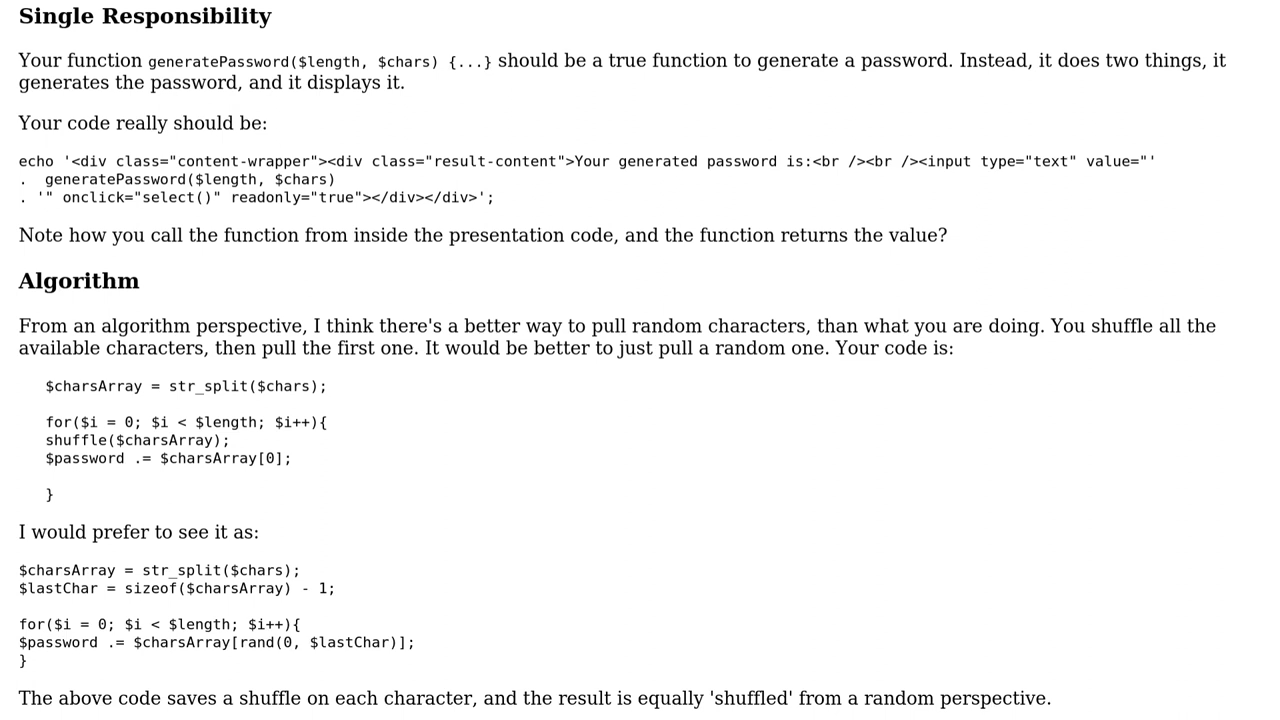 Single Responsibility
Your function generatePassword($length, $chars) {...} should be a true function to generate a password. Instead, it does two things, it
generates the password, and it displays it.
Your code really should be:
echo '<div class="content-wrapper"><div class="result-content">Your generated password is:<br /><br /><input type="text" value="'
.  generatePassword($length, $chars)
. '" onclick="select()" readonly="true"></div></div>';
Note how you call the function from inside the presentation code, and the function returns the value?
Algorithm
From an algorithm perspective, I think there's a better way to pull random characters, than what you are doing. You shuffle all the
available characters, then pull the first one. It would be better to just pull a random one. Your code is:
$charsArray = str_split($chars);
for($i = 0; $i < $length; $i++){
shuffle($charsArray);
$password .= $charsArray[0];
}
I would prefer to see it as:
$charsArray = str_split($chars);
$lastChar = sizeof($charsArray) - 1;
for($i = 0; $i < $length; $i++){
$password .= $charsArray[rand(0, $lastChar)];
}
The above code saves a shuffle on each character, and the result is equally 'shuffled' from a random perspective.